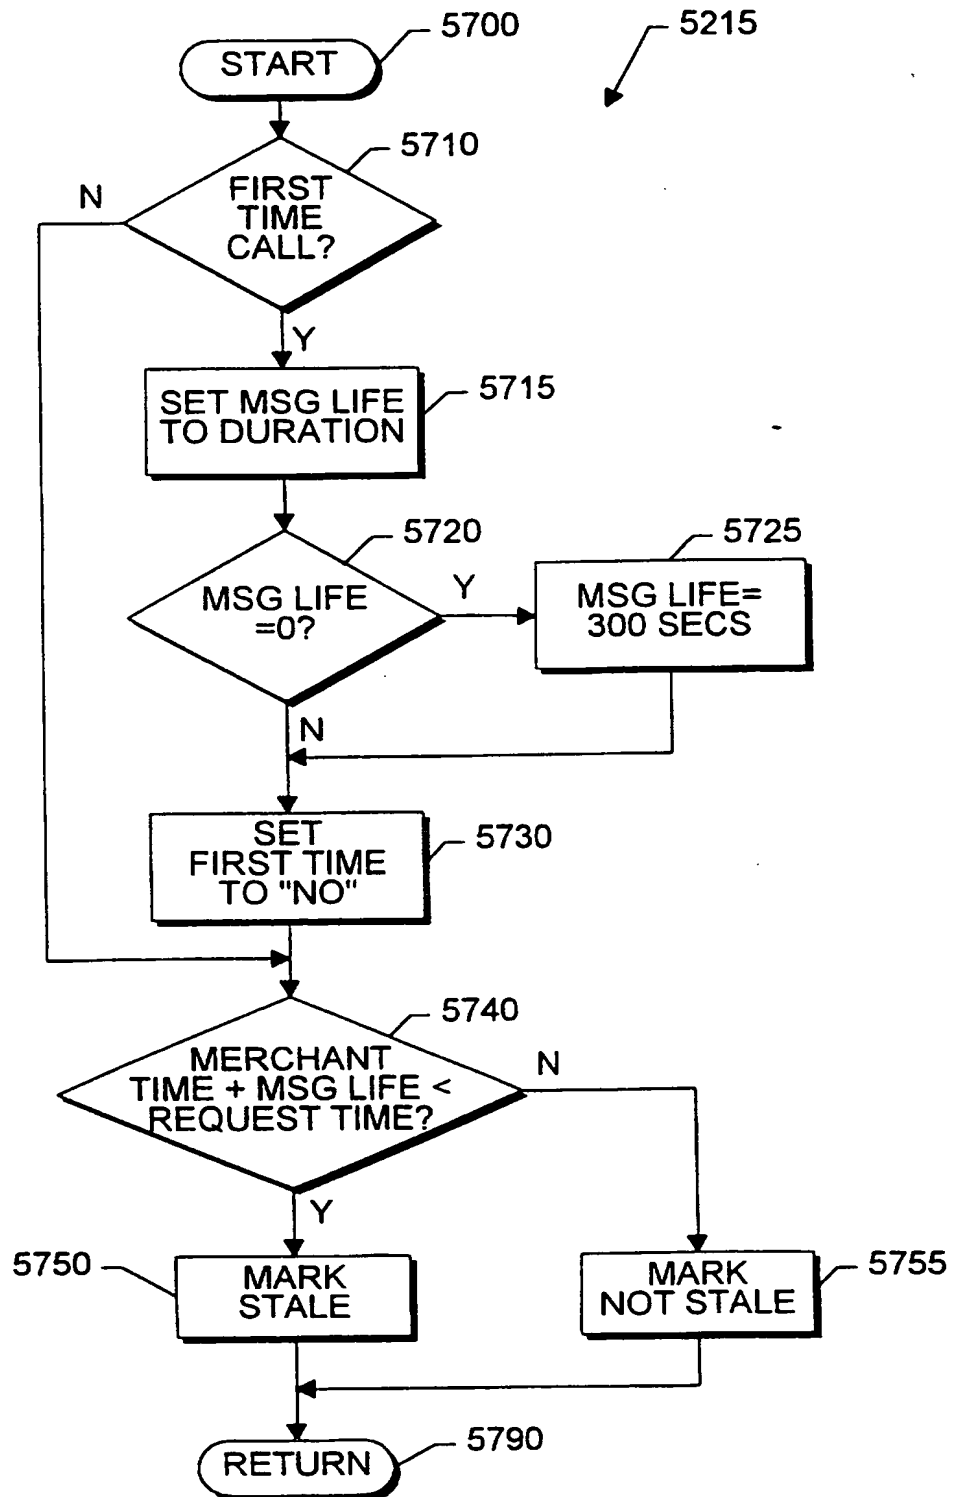 5700
5215
START
5710
N
FIRST
TIME
CALL?
Y
5715
SET MSG LIFE
TO DURATION
5720
5725
Y
MSG LIFE
=0?
MSG LIFE=
300 SECS
N
5730
SET
FIRST TIME
TO "NO"
5740
N
MERCHANT
TIME + MSG LIFE <
REQUEST TIME?
Y
5750
MARK
STALE
5755
MARK
NOT STALE
5790
RETURN